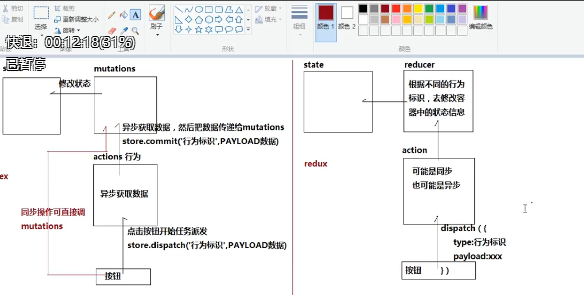 剪切
复制
裁剪
重新调整大小
旋转
选择
刷子
形状
轮廓
填充
粗细
颜色 1
颜色 2
编辑颜色
颜色
快退: 00:12:18(31%)
已暂停
mutations
修改状态
异步获取数据，然后把数据传递给mutations
store.commit('行为标识',PAYLOAD数据)
actions 行为
异步获取数据
ex
同步操作可直接调
mutations
点击按钮开始任务派发
store.dispatch('行为标识',PAYLOAD数据)
按钮
state
reducer
根据不同的行为
标识，去修改容
器中的状态信息
redux
action
可能是同步
也可能是异步
dispatch ( {
type:行为标识
payload:xxx
按钮
} )